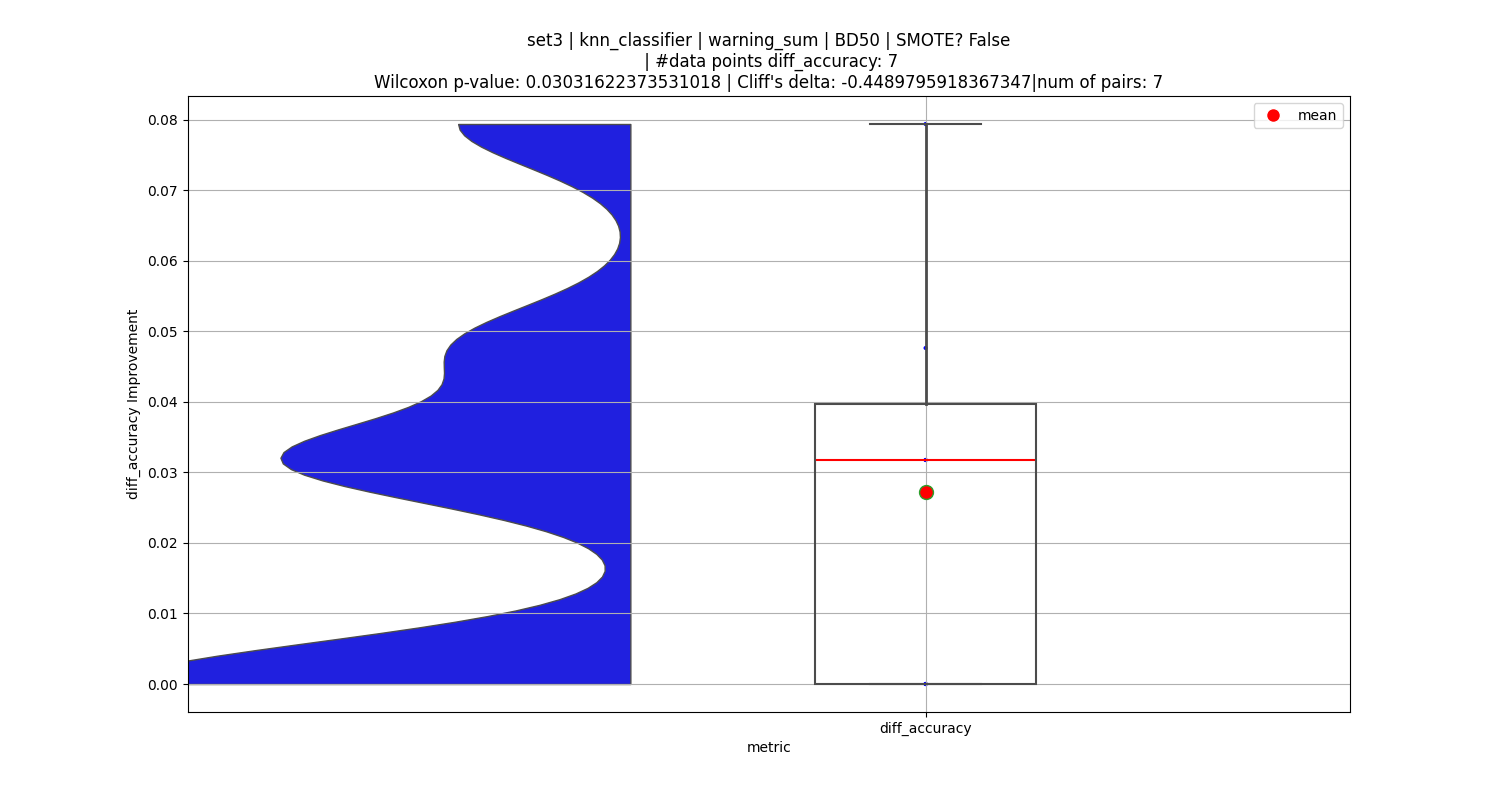 set3 | knn_classifier | warning_sum | BD50 | SMOTE? False
| #data points diff_accuracy: 7
Wilcoxon p-value: 0.03031622373531018 | Cliff's delta: -0.4489795918367347|num of pairs: 7
mean
0.08
0.07
0.06
0.05
0.04
0.03
0.02
0.01
0.00
diff_accuracy Improvement
diff_accuracy
metric